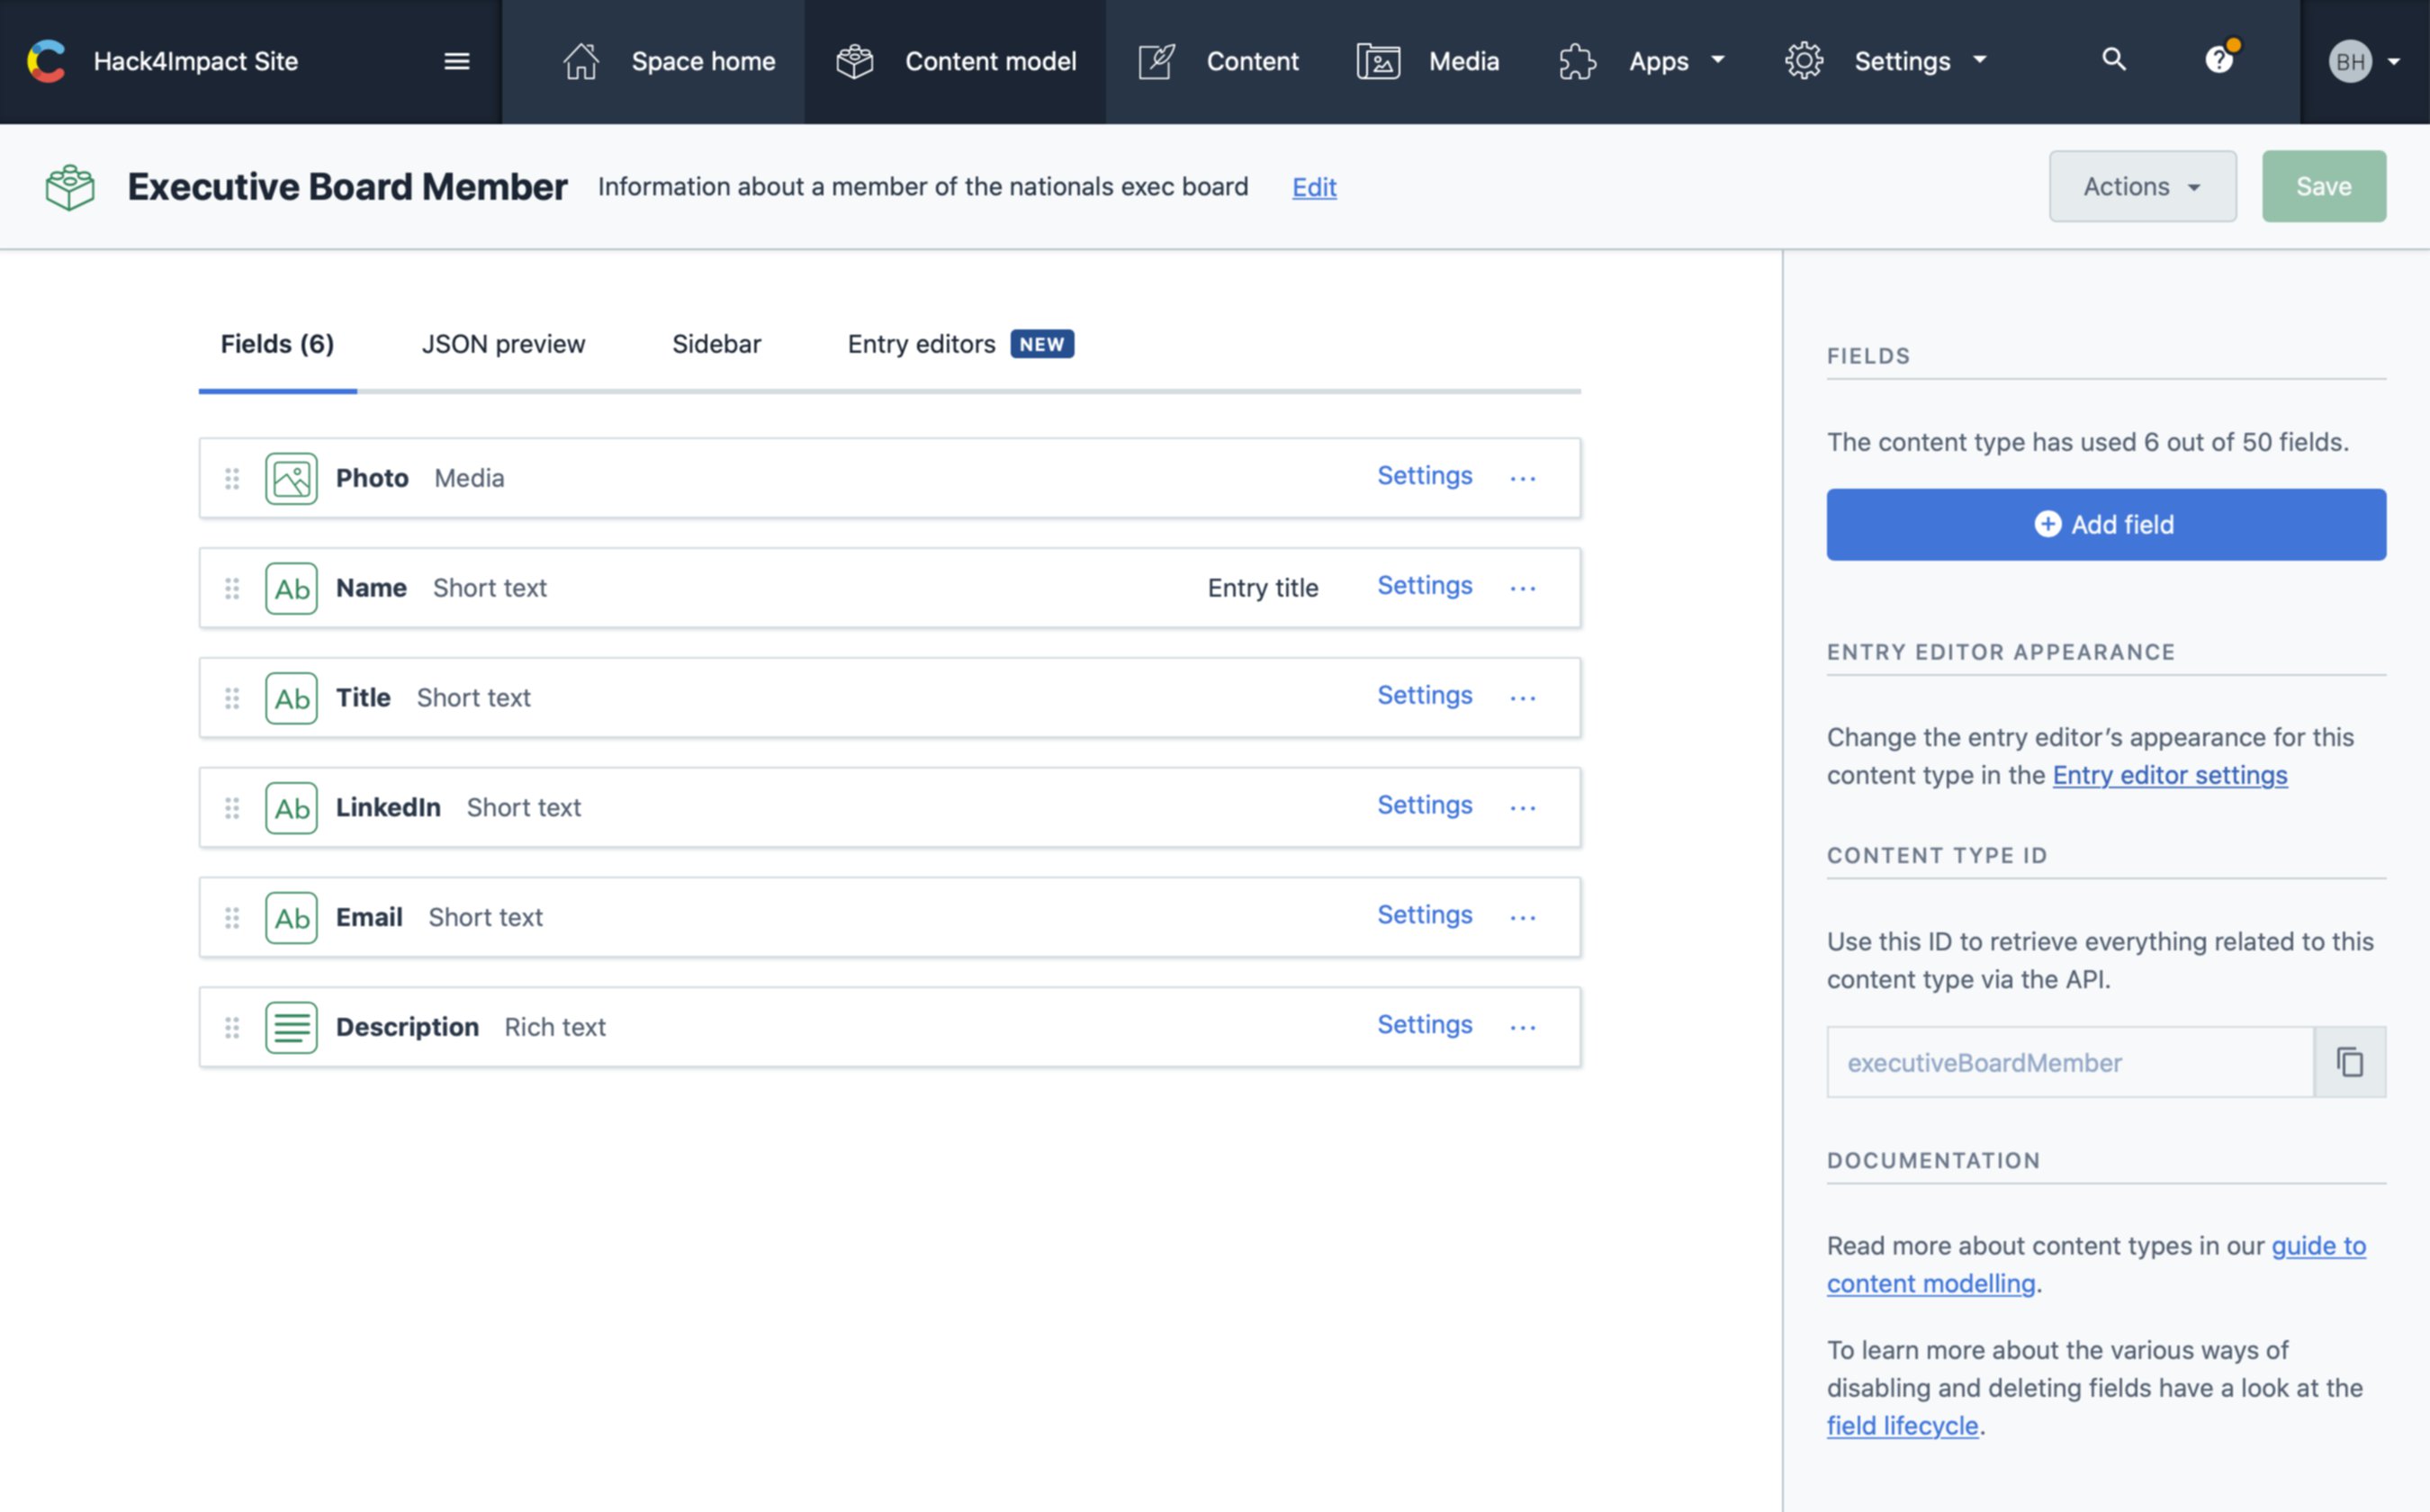 Hack4Impact Site
Space home
Content model
Content
Media
Apps
Settings
?
BH
Executive Board Member Information about a member of the nationals exec board Edit
Actions
Save
Fields (6)
JSON preview
Sidebar
Entry editors NEW
Photo Media Settings ...
Ab Name Short text Entry title Settings ...
Ab Title Short text Settings ...
Ab LinkedIn Short text Settings ...
Ab Email Short text Settings ...
Description Rich text Settings ...
FIELDS
The content type has used 6 out of 50 fields.
Add field
ENTRY EDITOR APPEARANCE
Change the entry editor’s appearance for this
content type in the Entry editor settings
CONTENT TYPE ID
Use this ID to retrieve everything related to this
content type via the API.
executiveBoardMember
DOCUMENTATION
Read more about content types in our guide to
content modelling.
To learn more about the various ways of
disabling and deleting fields have a look at the
field lifecycle.